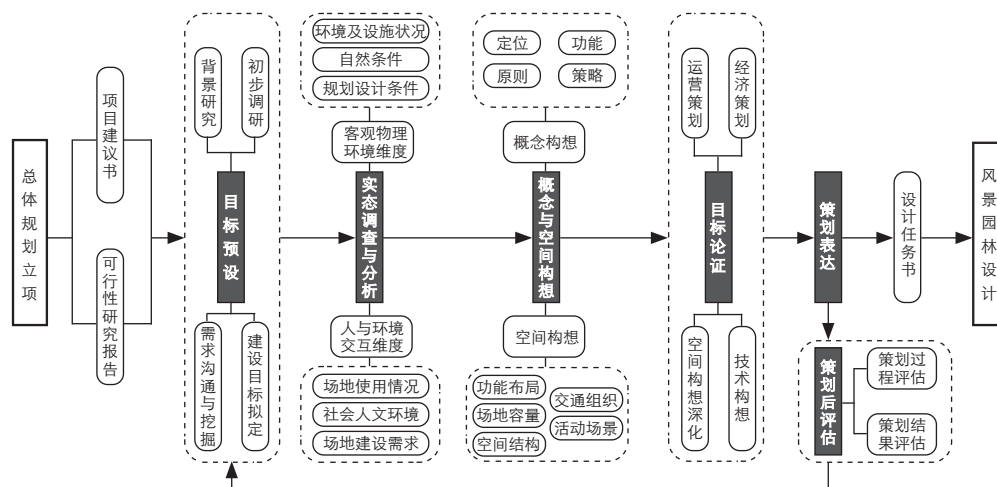 总体规划立项
项目建议书
可行性研究报告
背景研究
初步调研
目标预设
需求沟通与挖掘
建设目标拟定
环境及设施状况
自然条件
规划设计条件
客观物理
环境维度
实态调查与分析
人与环境
交互维度
场地使用情况
社会人文环境
场地建设需求
定位
功能
原则
策略
概念构想
概念与空间构想
空间构想
功能布局
场地容量
空间结构
交通组织
活动场景
运营策划
经济策划
目标论证
空间构想深化
技术构想
策划表达
策划后评估
策划过
程评估
策划结
果评估
设计任务书
风景园林设计